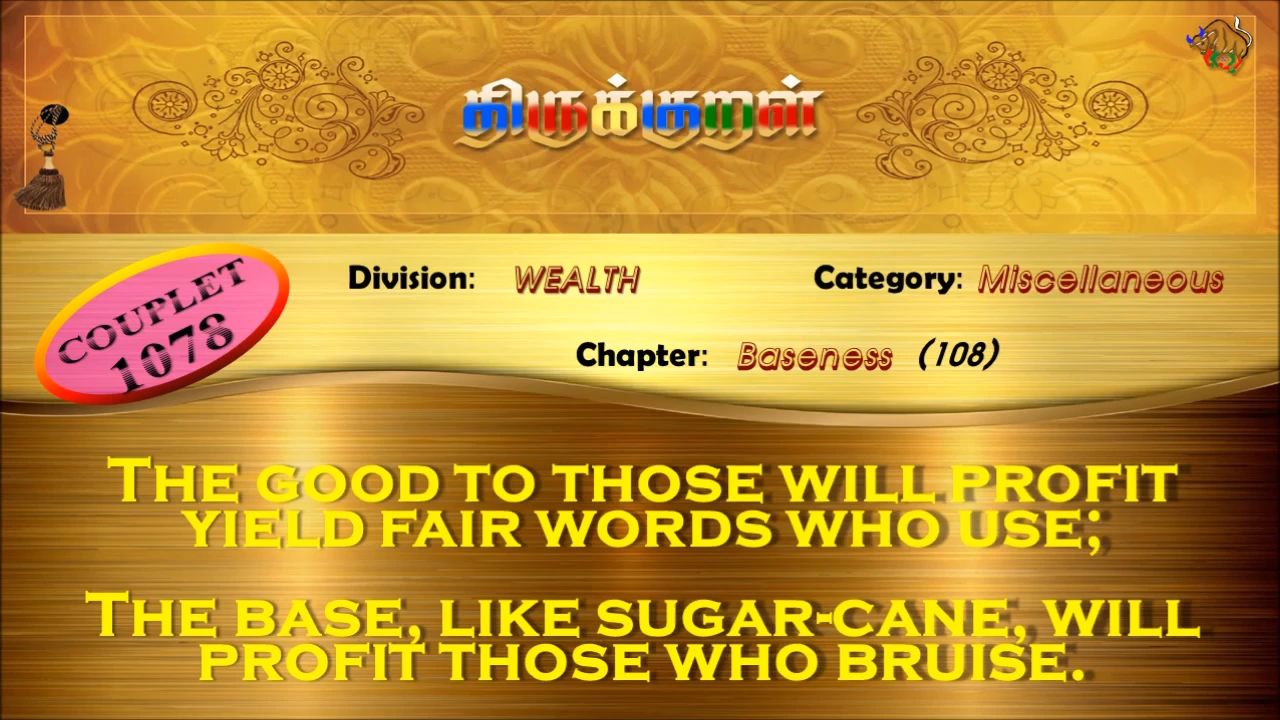 திருக்குறள்
COUPLET
1078
Division: WEALTH Category: Miscellaneous
Chapter: Baseness (108)
THE GOOD TO THOSE WILL PROFIT
YIELD FAIR WORDS WHO USE;
THE BASE, LIKE SUGAR-CANE, WILL
PROFIT THOSE WHO BRUISE.